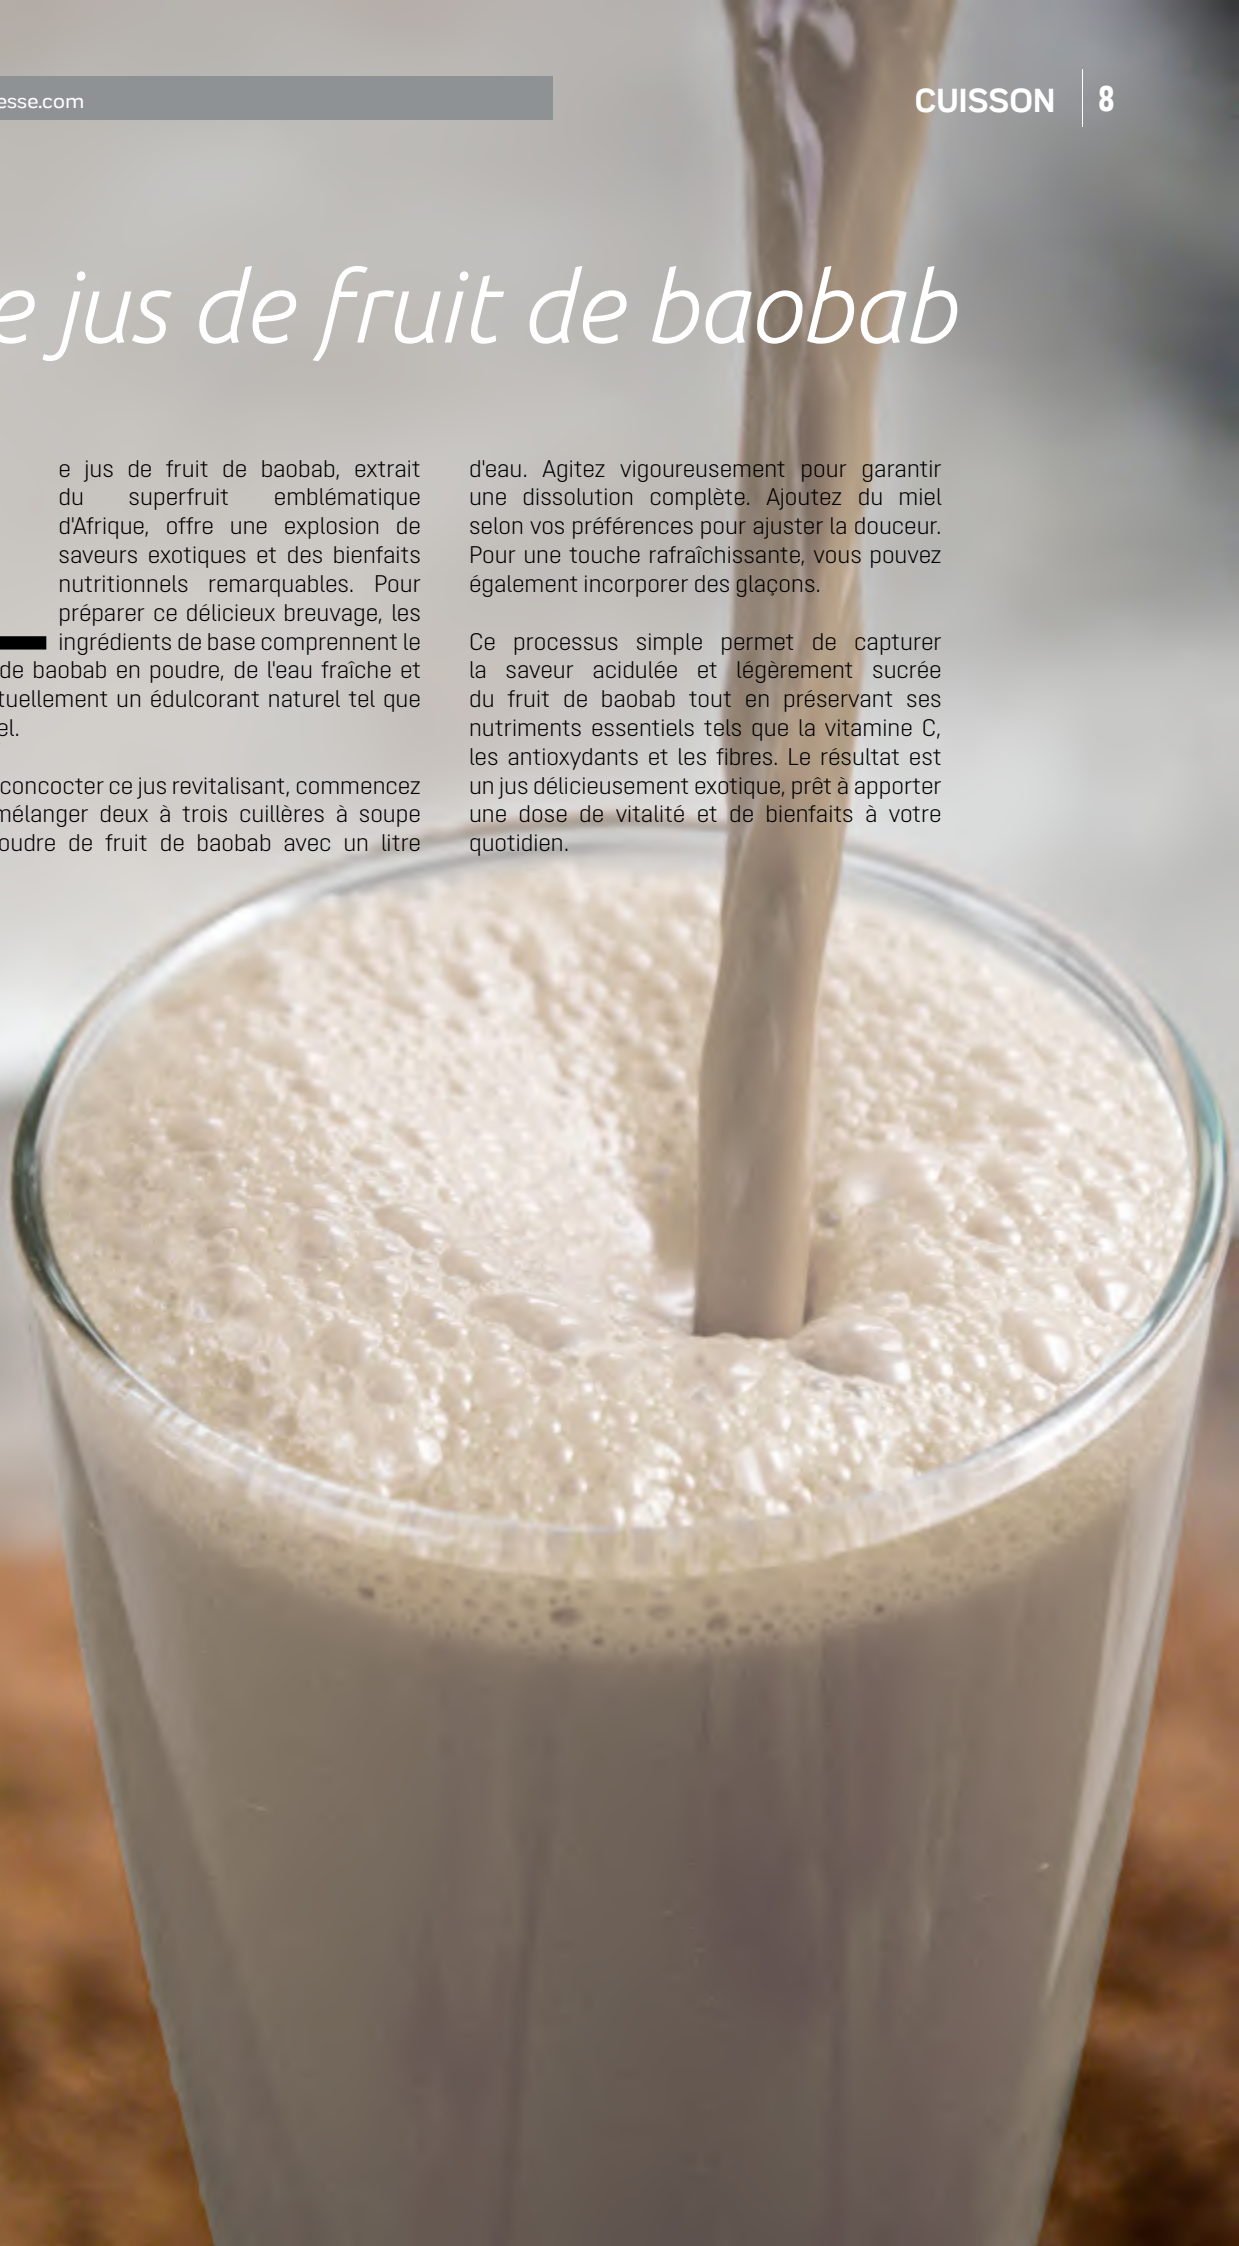 esse.com
CUISSON
8
e jus de fruit de baobab
e jus de fruit de baobab, extrait
du superfruit emblématique
d'Afrique, offre une explosion de
saveurs exotiques et des bienfaits
nutritionnels remarquables. Pour
préparer ce délicieux breuvage, les
ingrédients de base comprennent le
de baobab en poudre, de l'eau fraîche et
tuellement un édulcorant naturel tel que
el.
concocter ce jus revitalisant, commencez
mélanger deux à trois cuillères à soupe
oudre de fruit de baobab avec un litre
d'eau. Agitez vigoureusement pour garantir
une dissolution complète. Ajoutez du miel
selon vos préférences pour ajuster la douceur.
Pour une touche rafraîchissante, vous pouvez
également incorporer des glaçons.
Ce processus simple permet de capturer
la saveur acidulée et légèrement sucrée
du fruit de baobab tout en préservant ses
nutriments essentiels tels que la vitamine C,
les antioxydants et les fibres. Le résultat est
un jus délicieusement exotique, prêt à apporter
une dose de vitalité et de bienfaits à votre
quotidien.